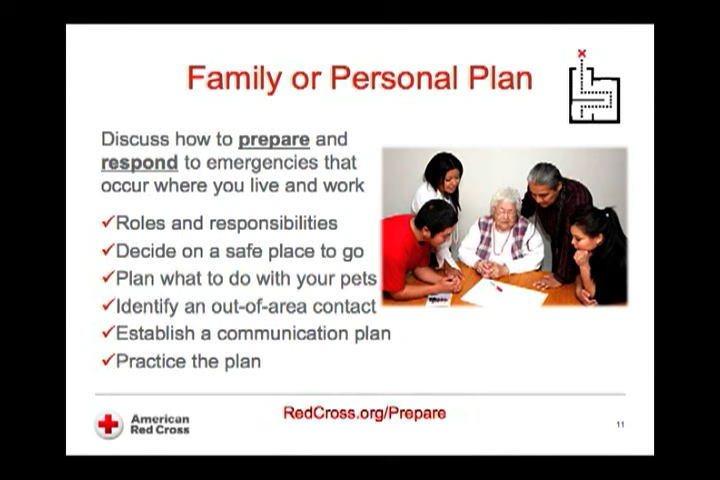 Family or Personal Plan
Discuss how to prepare and
respond to emergencies that
occur where you live and work
✓Roles and responsibilities
✓Decide on a safe place to go
✓Plan what to do with your pets
✓Identify an out-of-area contact
✓Establish a communication plan
✓Practice the plan
American
Red Cross
RedCross.org/Prepare
11